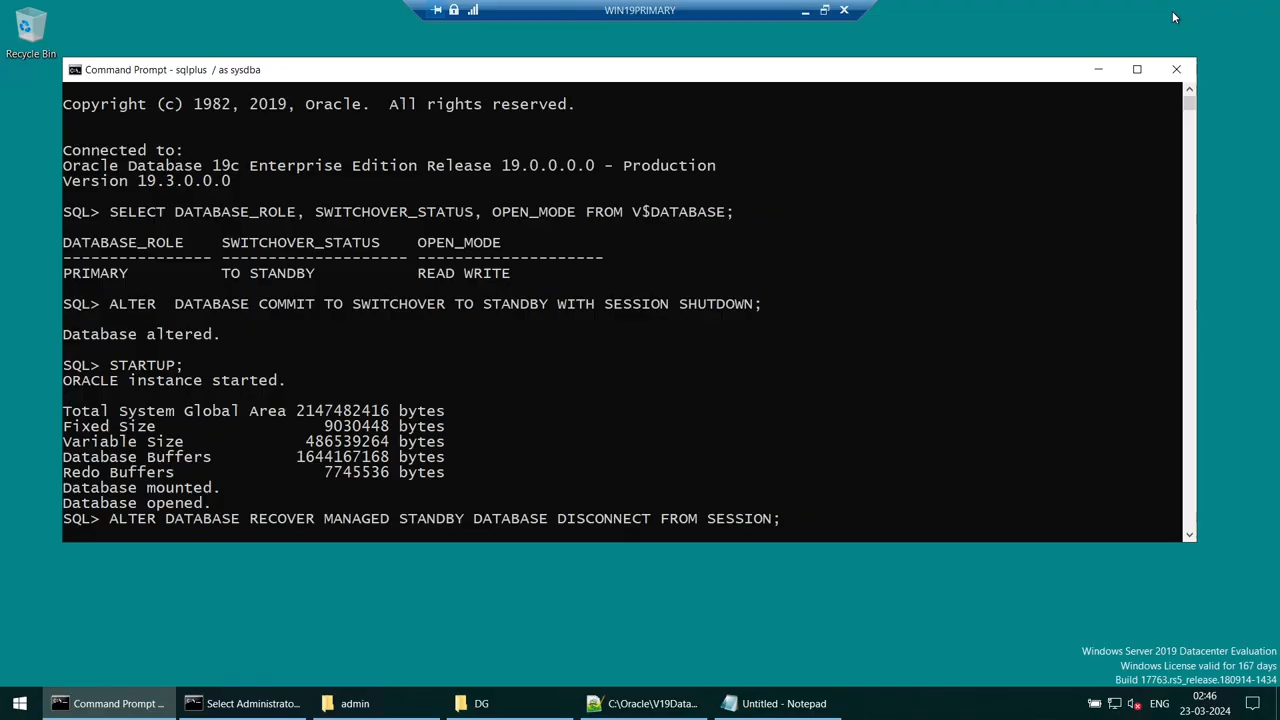 WIN19PRIMARY
Recycle Bin
Command Prompt - sqlplus  / as sysdba
Copyright (c) 1982, 2019, Oracle.  All rights reserved.
Connected to:
Oracle Database 19c Enterprise Edition Release 19.0.0.0.0 - Production
Version 19.3.0.0.0
SQL> SELECT DATABASE_ROLE, SWITCHOVER_STATUS, OPEN_MODE FROM V$DATABASE;
DATABASE_ROLE    SWITCHOVER_STATUS    OPEN_MODE
---------------- -------------------- --------------------
PRIMARY          TO STANDBY           READ WRITE
SQL> ALTER  DATABASE COMMIT TO SWITCHOVER TO STANDBY WITH SESSION SHUTDOWN;
Database altered.
SQL> STARTUP;
ORACLE instance started.
Total System Global Area 2147482416 bytes
Fixed Size                  9030448 bytes
Variable Size             486539264 bytes
Database Buffers         1644167168 bytes
Redo Buffers                7745536 bytes
Database mounted.
Database opened.
SQL> ALTER DATABASE RECOVER MANAGED STANDBY DATABASE DISCONNECT FROM SESSION;
Windows Server 2019 Datacenter Evaluation
Windows License valid for 167 days
Build 17763.rs5_release.180914-1434
Command Prompt ...
Select Administrato...
admin
DG
C:\Oracle\V19Data...
Untitled - Notepad
ENG
02:46
23-03-2024